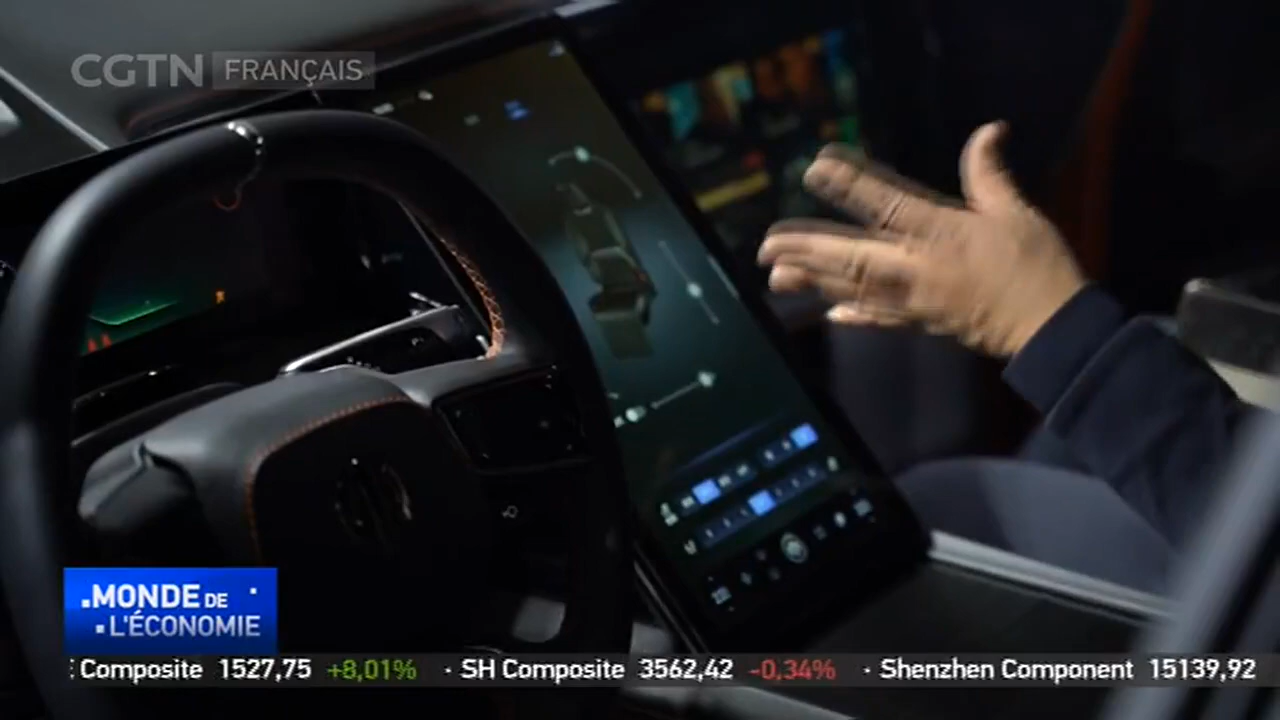 CGTN FRANÇAIS
MONDE DE
L'ÉCONOMIE
Composite 1527,75 +8,01% · SH Composite 3562,42 -0,34% · Shenzhen Component 15139,92